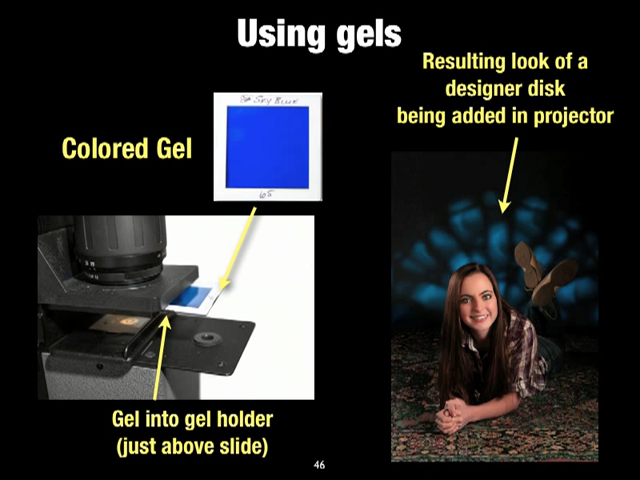 Using gels
Resulting look of a
designer disk
being added in projector
Sky Blue
65
Colored Gel
Gel into gel holder
(just above slide)
46